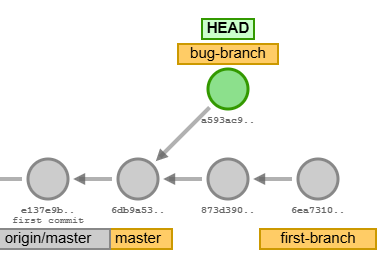 HEAD
bug-branch
a593ac9..
e137e9b..
first commit
6db9a53..
873d390..
6ea7310..
origin/master
master
first-branch